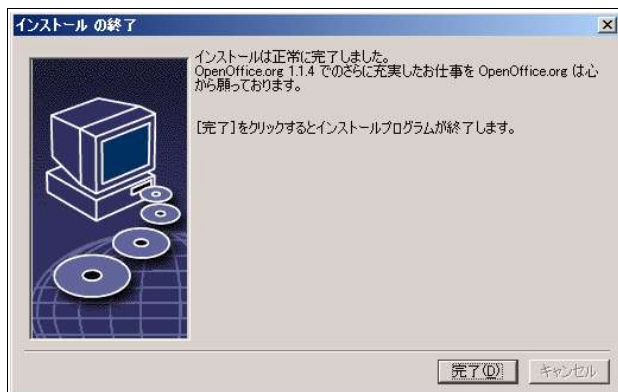 インストール の終了
インストールは正常に完了しました。
OpenOffice.org 1.1.4 でのさらに充実したお仕事を OpenOffice.org は心
から願っております。
[完了]をクリックするとインストールプログラムが終了します。
完了(D)
キャンセル